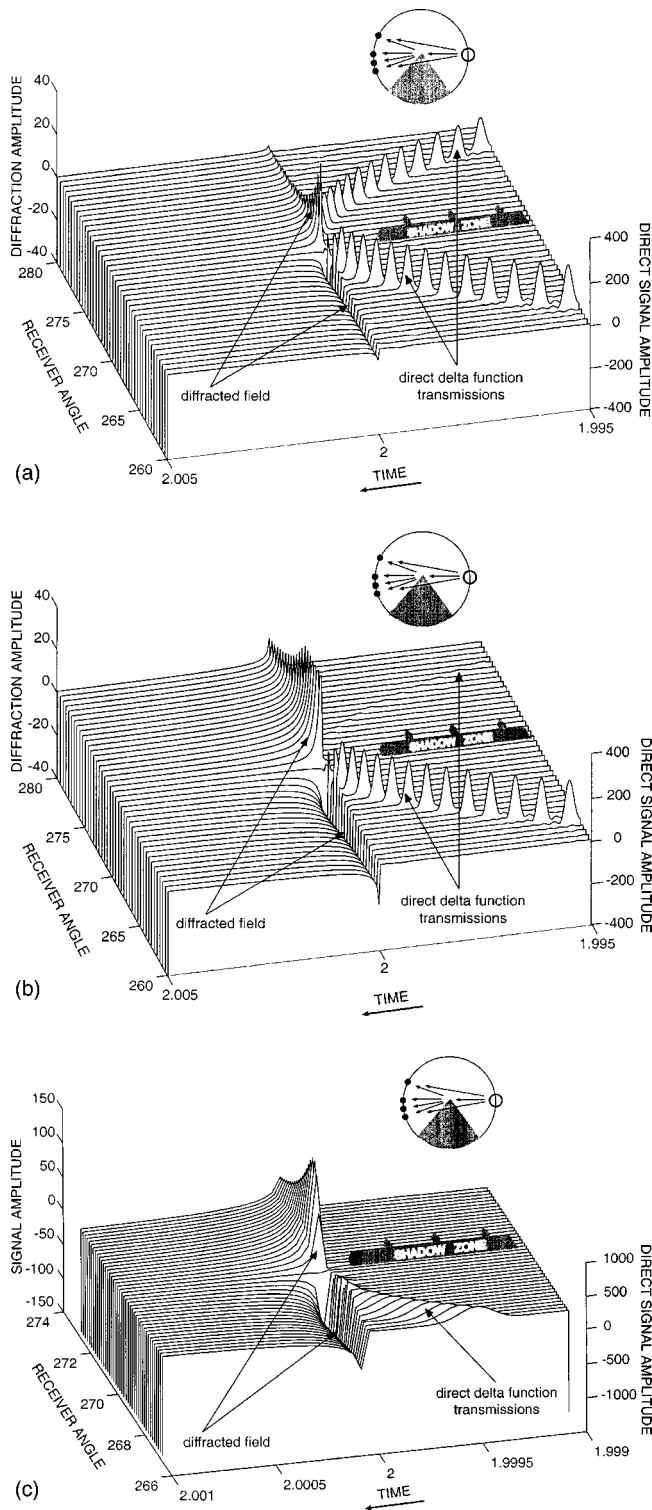 40
20
0
-20
-40
DIFFRACTION AMPLITUDE
280
275
270
265
260
RECEIVER ANGLE
SHADOW ZONE
400
200
0
-200
-400
DIRECT SIGNAL AMPLITUDE
diffracted field
direct delta function
transmissions
2.005
2
1.995
TIME
(a)
40
20
0
-20
-40
DIFFRACTION AMPLITUDE
280
275
270
265
260
RECEIVER ANGLE
SHADOW ZONE
400
200
0
-200
-400
DIRECT SIGNAL AMPLITUDE
diffracted field
direct delta function
transmissions
2.005
2
1.995
TIME
(b)
150
100
50
0
-50
-100
-150
SIGNAL AMPLITUDE
274
272
270
268
266
RECEIVER ANGLE
SHADOW ZONE
1000
500
0
-500
-1000
DIRECT SIGNAL AMPLITUDE
diffracted field
direct delta function
transmissions
2.001
2.0005
2
1.9995
1.999
TIME
(c)